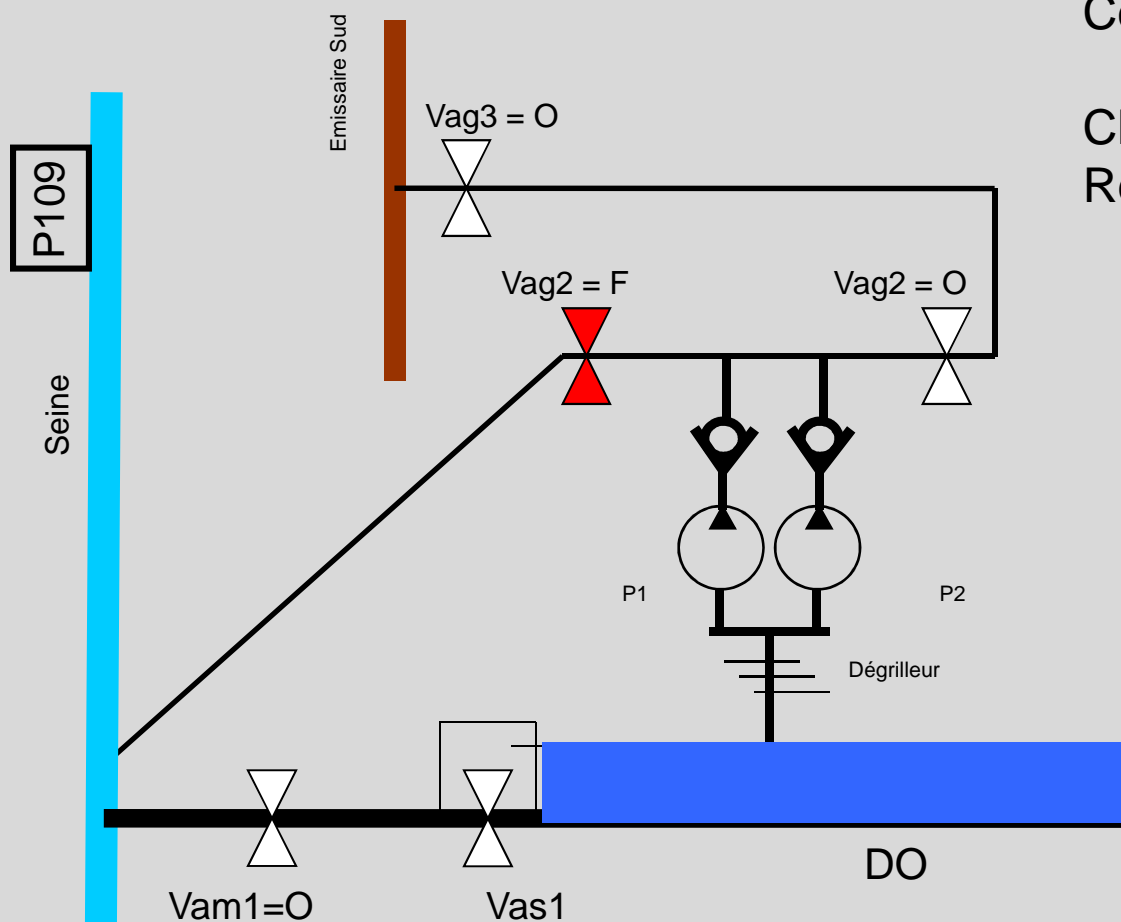 Emissaire Sud
Vag3 = O
P109
Vag2 = F
Vag2 = O
Seine
P1
P2
Dégrilleur
DO
Vam1=O
Vas1